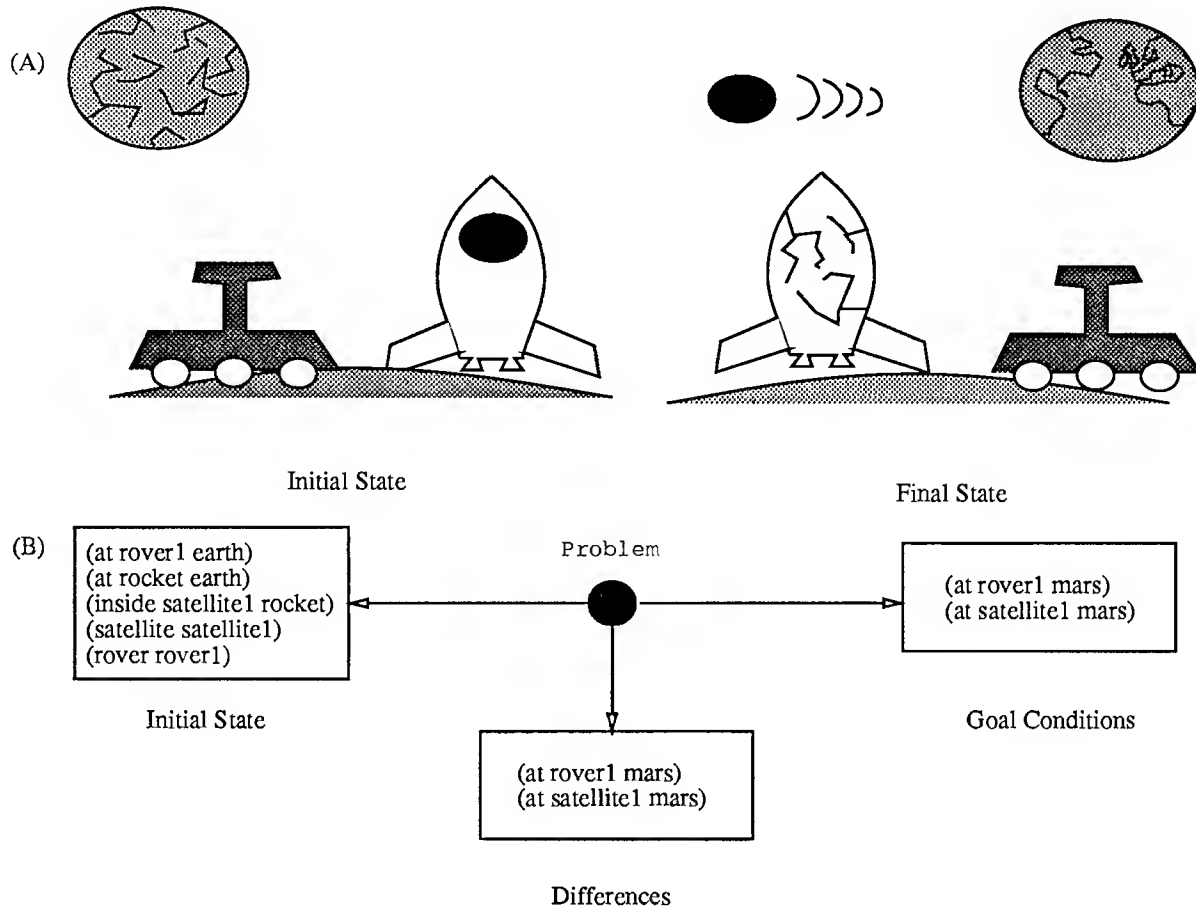 (A)
Initial State
Final State
(B)
(at rover1 earth)
(at rocket earth)
(inside satellite1 rocket)
(satellite satellite1)
(rover rover1)
Initial State
Problem
(at rover1 mars)
(at satellite1 mars)
Goal Conditions
(at rover1 mars)
(at satellite1 mars)
Differences